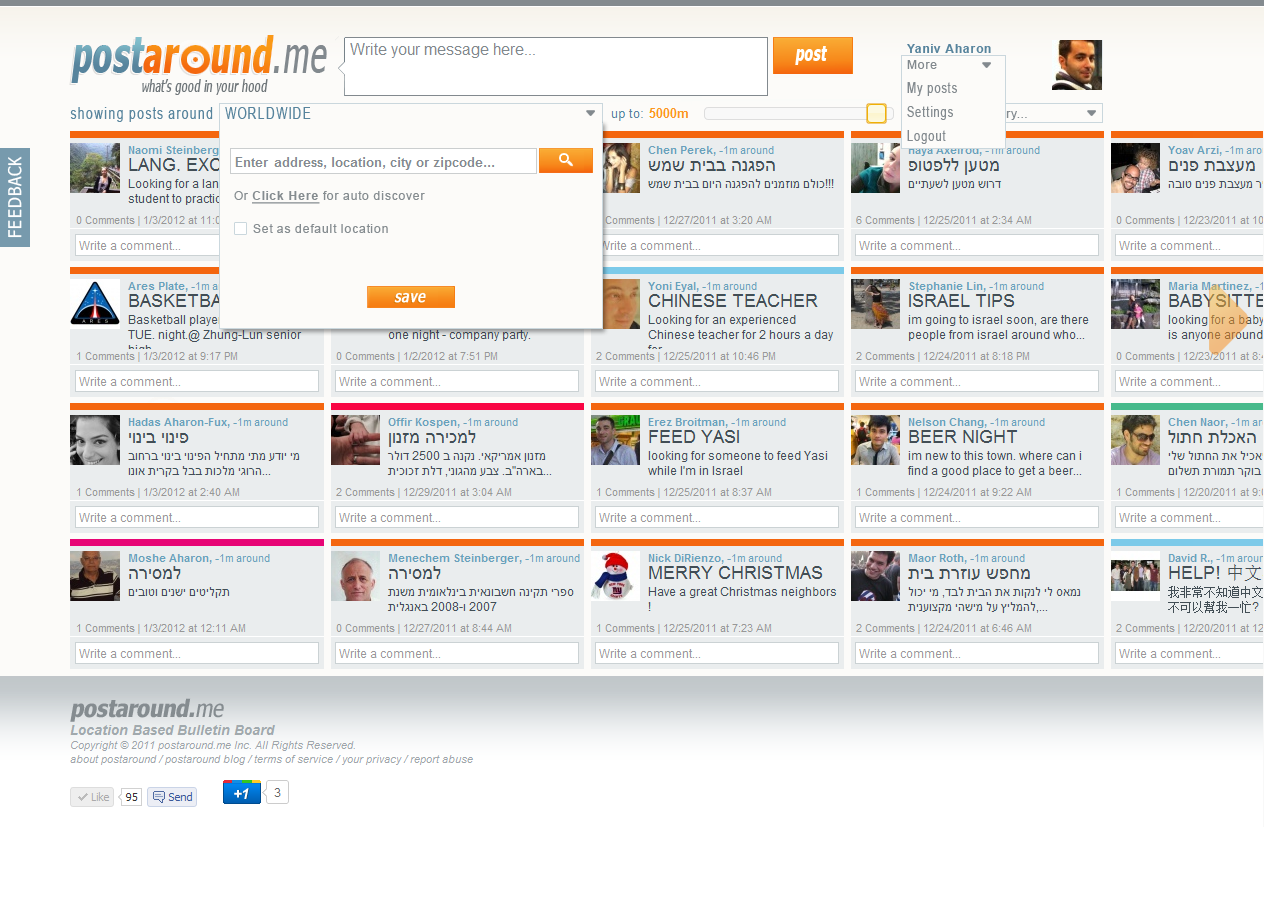 postaround.me
what's good in your hood
Write your message here...
post
Yaniv Aharon
More
My posts
Settings
Logout
showing posts around
WORLDWIDE
up to: 5000m
ry...
FEEDBACK
Enter address, location, city or zipcode...
Or Click Here for auto discover
Set as default location
save
Naomi Steinberg
LANG. EXC
Looking for a lan
student to practic
0 Comments | 1/3/2012 at 11:0
Write a comment...
Chen Perek, ~1m around
הפגנה בבית שמש
כולם מוזמנים להפגנה היום בבית שמש!!!
Comments | 12/27/2011 at 3:20 AM
Write a comment...
Haya Axelrod, ~1m around
מטען ללפטופ
דרוש מטען לשעתיים
6 Comments | 12/25/2011 at 2:34 AM
Write a comment...
Yoav Arzi, ~1m aro
מעצבת פנים
ר מעצבת פנים טובה
0 Comments | 12/23/2011 at 10
Write a comment...
Ares Plate, ~1m a
BASKETBA
Basketball playe
TUE. night.@ Zhung-Lun senior
1 Comments | 1/3/2012 at 9:17 PM
Write a comment...
one night - company party.
0 Comments | 1/2/2012 at 7:51 PM
Write a comment...
Yoni Eyal, ~1m around
CHINESE TEACHER
Looking for an experienced
Chinese teacher for 2 hours a day
2 Comments | 12/25/2011 at 10:46 PM
Write a comment...
Stephanie Lin, ~1m around
ISRAEL TIPS
im going to israel soon, are there
people from israel around who...
2 Comments | 12/24/2011 at 8:18 PM
Write a comment...
Maria Martinez, ~1
BABYSITTE
looking for a baby
is anyone around
0 Comments | 12/23/2011 at 8:4
Write a comment...
Hadas Aharon-Fux, ~1m around
פינוי בינוי
מי יודע מתי מתחיל הפינוי בינוי ברחוב
הרוגי מלכות בבל בקרית אונו...
1 Comments | 1/3/2012 at 2:40 AM
Write a comment...
Offir Kospen, ~1m around
למכירה מזנון
מזנון אמריקאי. נקנה ב 2500 דולר
בארה"ב. צבע מהגוני, דלת זכוכית...
2 Comments | 12/29/2011 at 3:04 AM
Write a comment...
Erez Broitman, ~1m around
FEED YASI
looking for someone to feed Yasi
while I'm in Israel
1 Comments | 12/25/2011 at 8:37 AM
Write a comment...
Nelson Chang, ~1m around
BEER NIGHT
im new to this town. where can i
find a good place to get a beer...
1 Comments | 12/24/2011 at 9:22 AM
Write a comment...
Chen Naor, ~1m a
האכלת חתול
אכיל את החתול שלי
בוקר תמורת תשלום
1 Comments | 12/20/2011 at 9:0
Write a comment...
Moshe Aharon, ~1m around
למסירה
תקליטים ישנים וטובים
1 Comments | 1/3/2012 at 12:11 AM
Write a comment...
Menechem Steinberger, ~1m around
למסירה
ספרי תקינה חשבונאית בינלאומית משנת
2007 ו-2008 באנגלית
0 Comments | 12/27/2011 at 8:44 AM
Write a comment...
Nick DiRienzo, ~1m around
MERRY CHRISTMAS
Have a great Christmas neighbors
!
1 Comments | 12/25/2011 at 7:23 AM
Write a comment...
Maor Roth, ~1m around
מחפש עוזרת בית
נמאס לי לנקות את הבית לבד, מי יכול
להמליץ על מישהי מקצוענית,...
2 Comments | 12/24/2011 at 6:46 AM
Write a comment...
David R., ~1m aroun
HELP! 中文
我非常不知道中文
不可以幫我一忙?
2 Comments | 12/20/2011 at 12
Write a comment...
postaround.me
Location Based Bulletin Board
Copyright © 2011 postaround.me Inc. All Rights Reserved.
about postaround / postaround blog / terms of service / your privacy / report abuse
Like
95
Send
+1
3